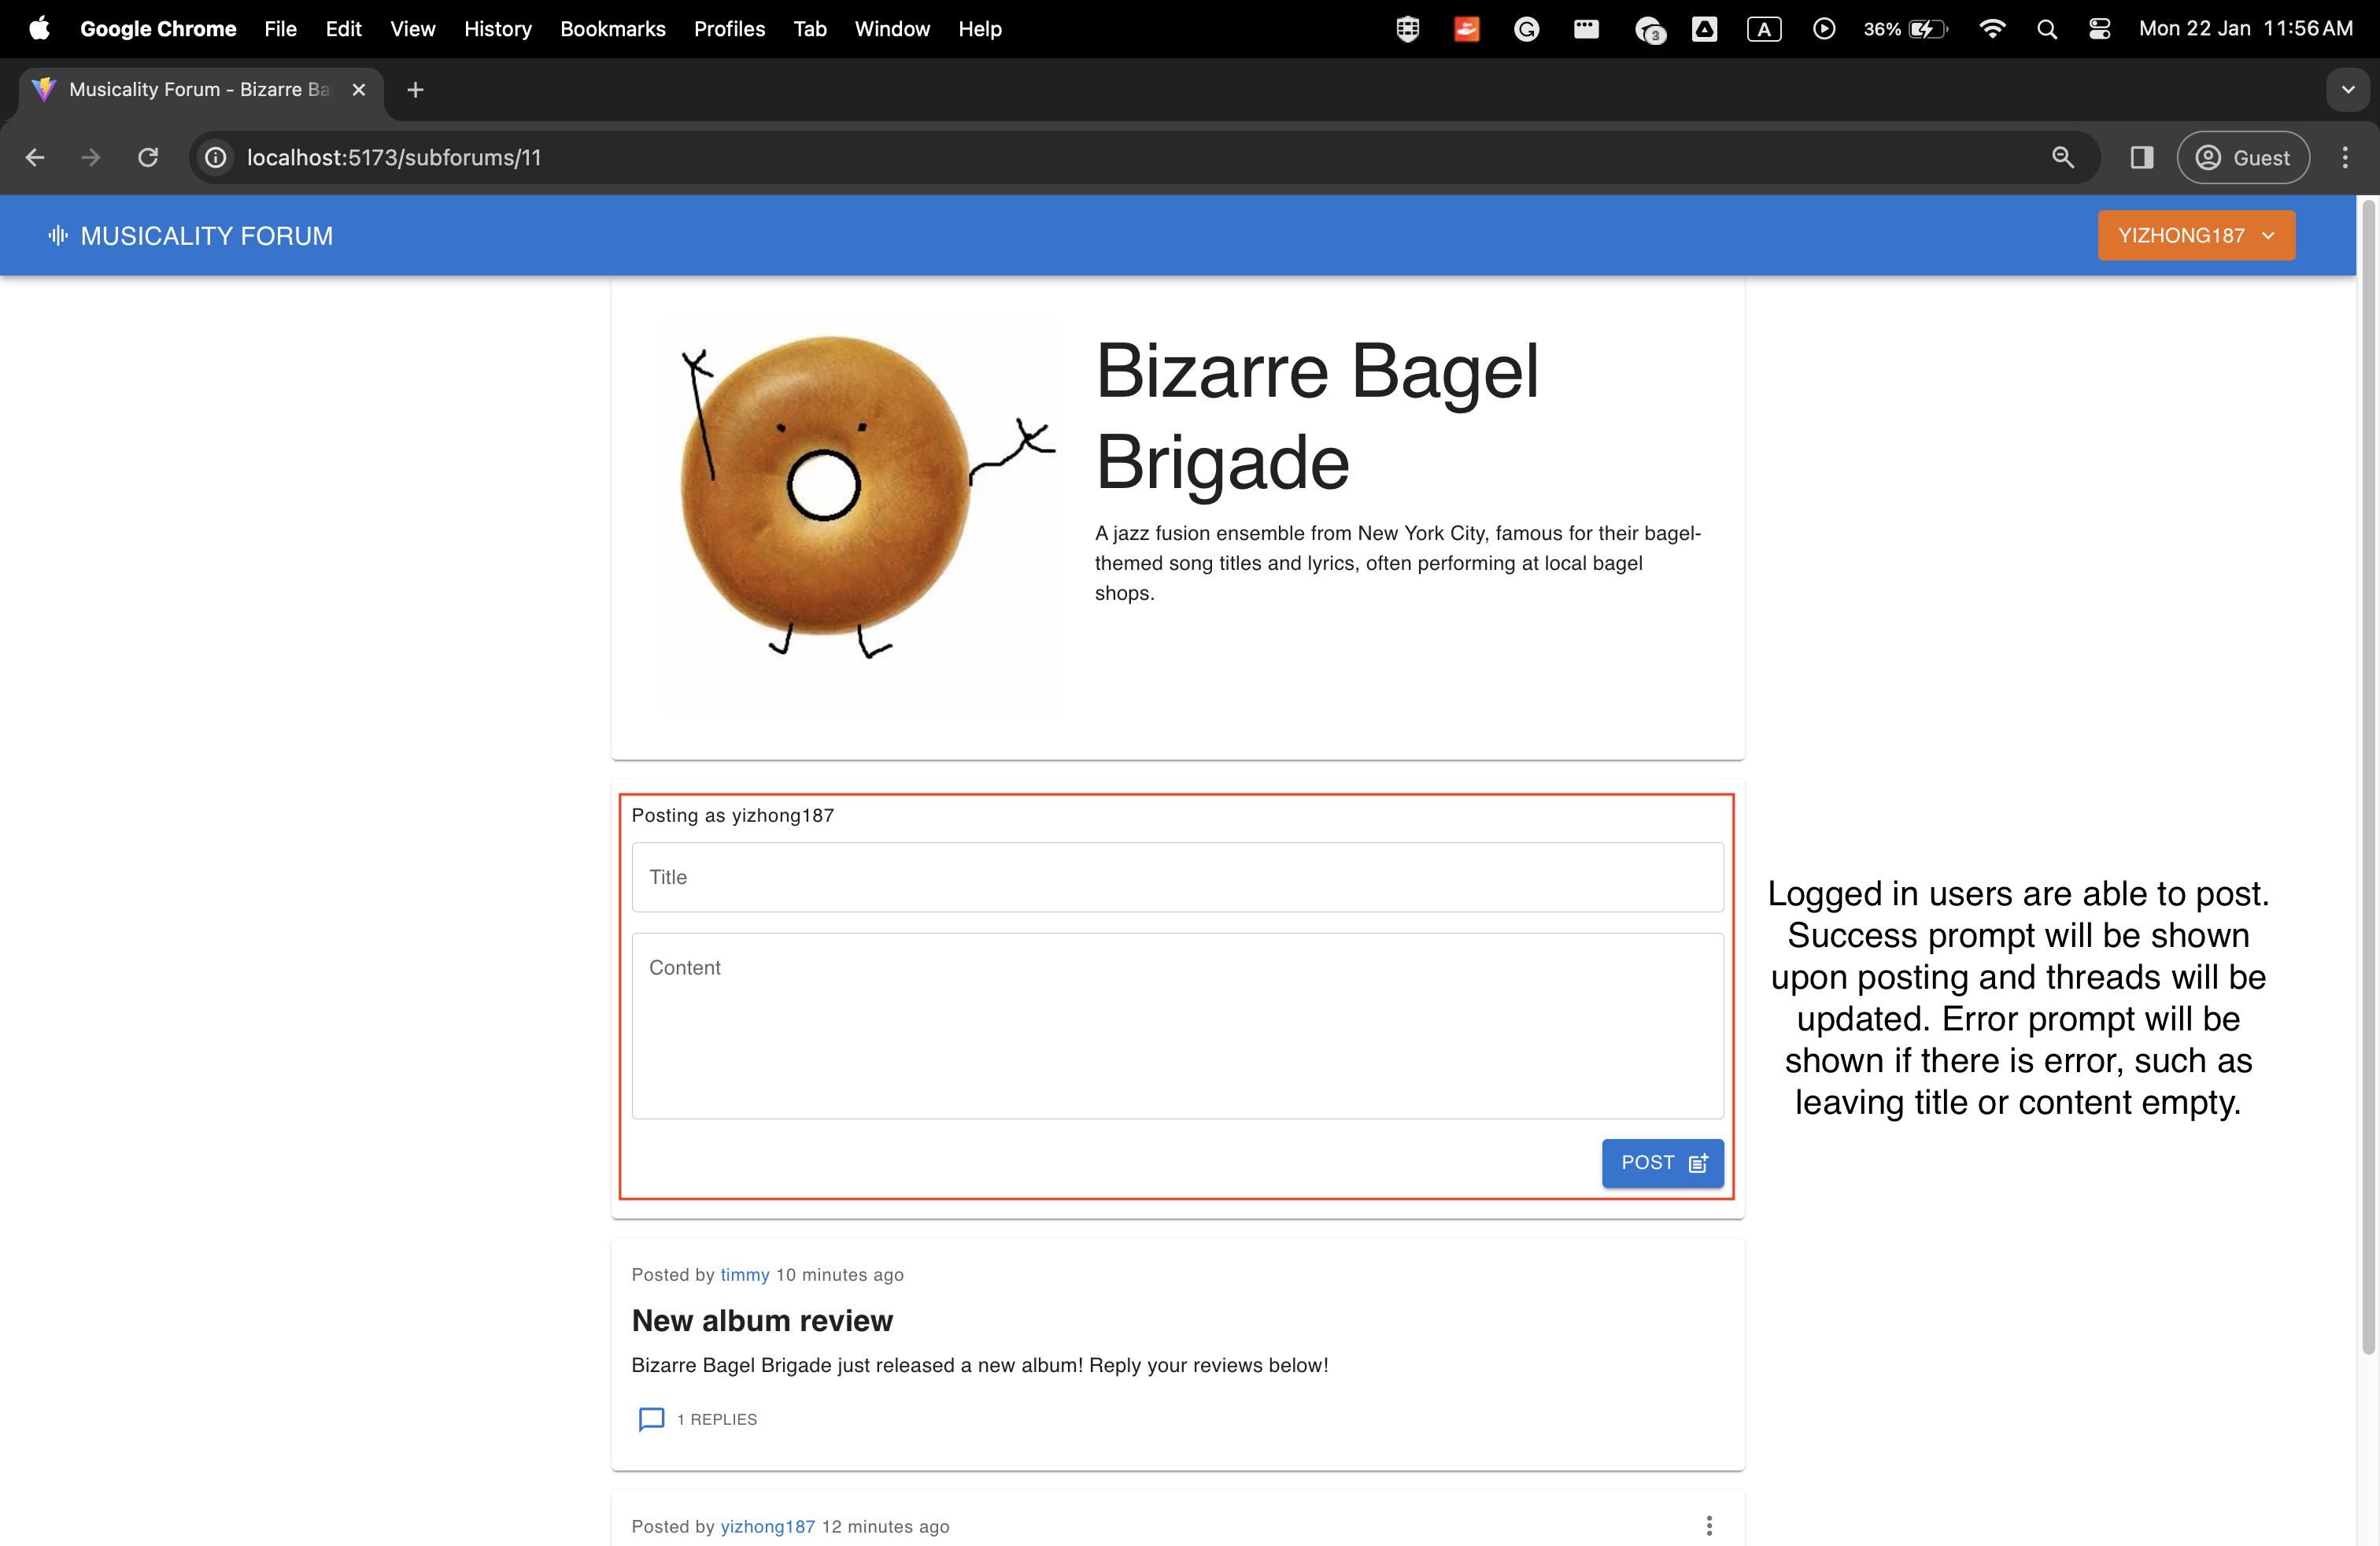 Google Chrome File Edit View History Bookmarks Profiles Tab Window Help
3 A 36% Mon 22 Jan 11:56 AM
Musicality Forum - Bizarre Ba
localhost:5173/subforums/11
Guest
MUSICALITY FORUM
YIZHONG187
Bizarre Bagel
Brigade
A jazz fusion ensemble from New York City, famous for their bagel-
themed song titles and lyrics, often performing at local bagel
shops.
Posting as yizhong187
Title
Content
POST
Logged in users are able to post.
Success prompt will be shown
upon posting and threads will be
updated. Error prompt will be
shown if there is error, such as
leaving title or content empty.
Posted by timmy 10 minutes ago
New album review
Bizarre Bagel Brigade just released a new album! Reply your reviews below!
1 REPLIES
Posted by yizhong187 12 minutes ago